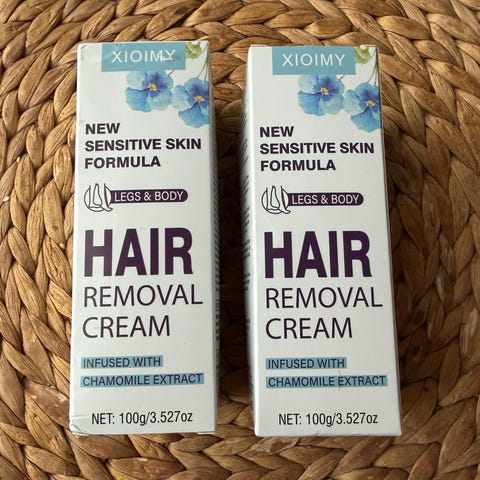 XIOIMY
NEW
SENSITIVE SKIN
FORMULA
LEGS & BODY
HAIR
REMOVAL
CREAM
INFUSED WITH
CHAMOMILE EXTRACT
NET: 100g/3.527oz
XIOIMY
NEW
SENSITIVE SKIN
FORMULA
LEGS & BODY
HAIR
REMOVAL
CREAM
INFUSED WITH
CHAMOMILE EXTRACT
NET: 100g/3.527oz